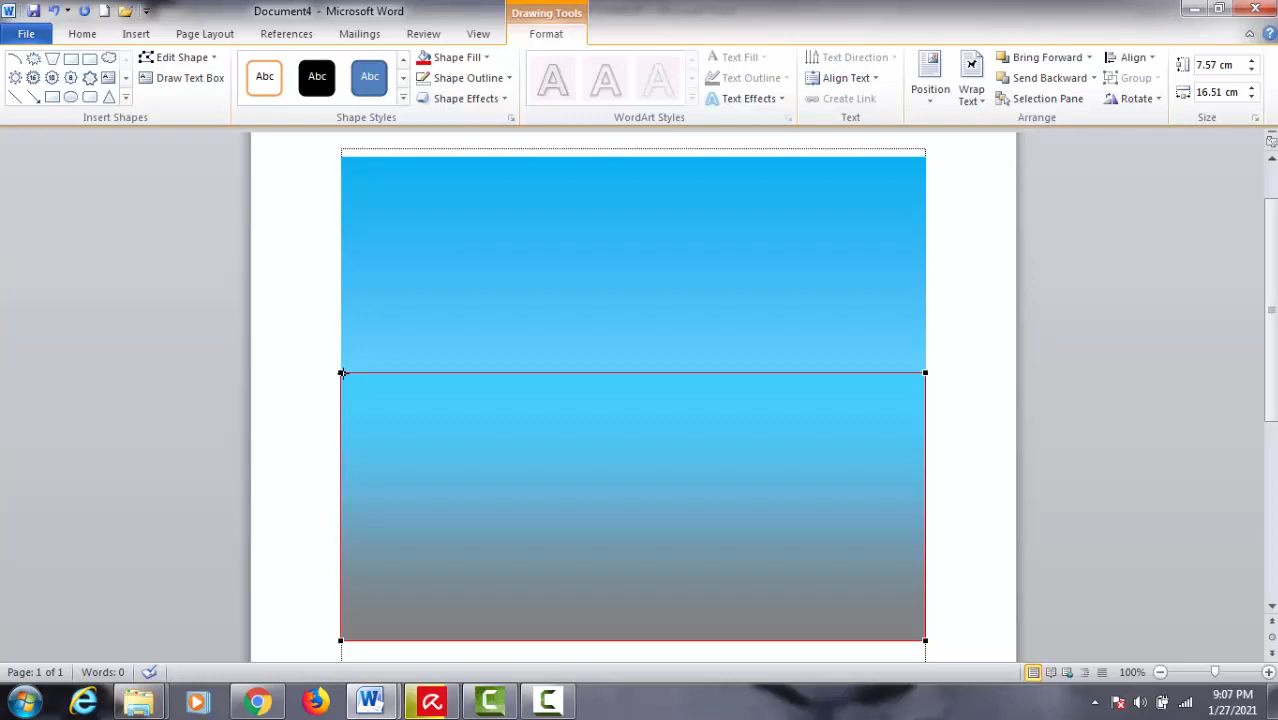 Document4 - Microsoft Word
Drawing Tools
File Home Insert Page Layout References Mailings Review View Format
Edit Shape
Draw Text Box
Insert Shapes
Abc Abc Abc
Shape Fill
Shape Outline
Shape Effects
Shape Styles
A A A
Text Fill
Text Outline
Text Effects
WordArt Styles
Text Direction
Align Text
Create Link
Text
Position
Wrap
Text
Bring Forward
Send Backward
Selection Pane
Align
Group
Rotate
Arrange
7.57 cm
16.51 cm
Size
Page: 1 of 1 Words: 0 100%
9:07 PM
1/27/2021